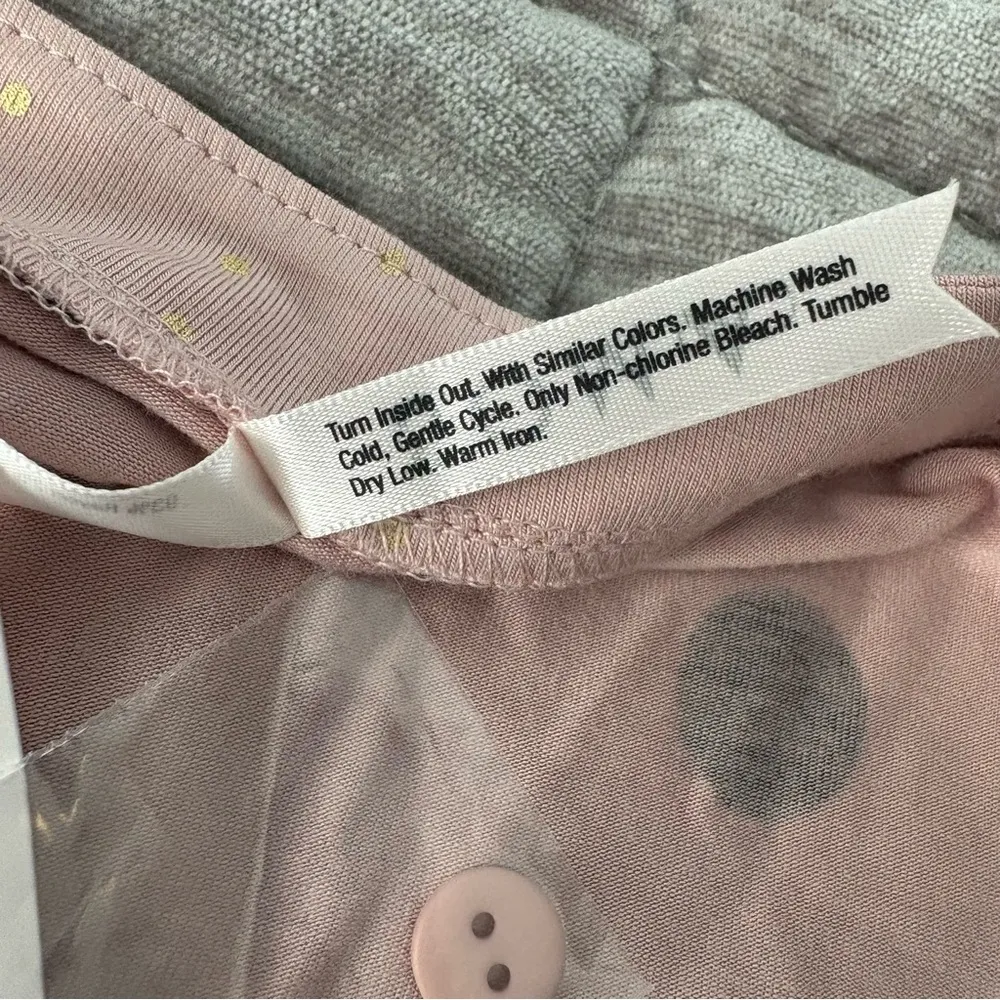 Turn Inside Out. With Similar Colors. Machine Wash
Cold, Gentle Cycle. Only Non-chlorine Bleach. Tumble
Dry Low. Warm Iron.